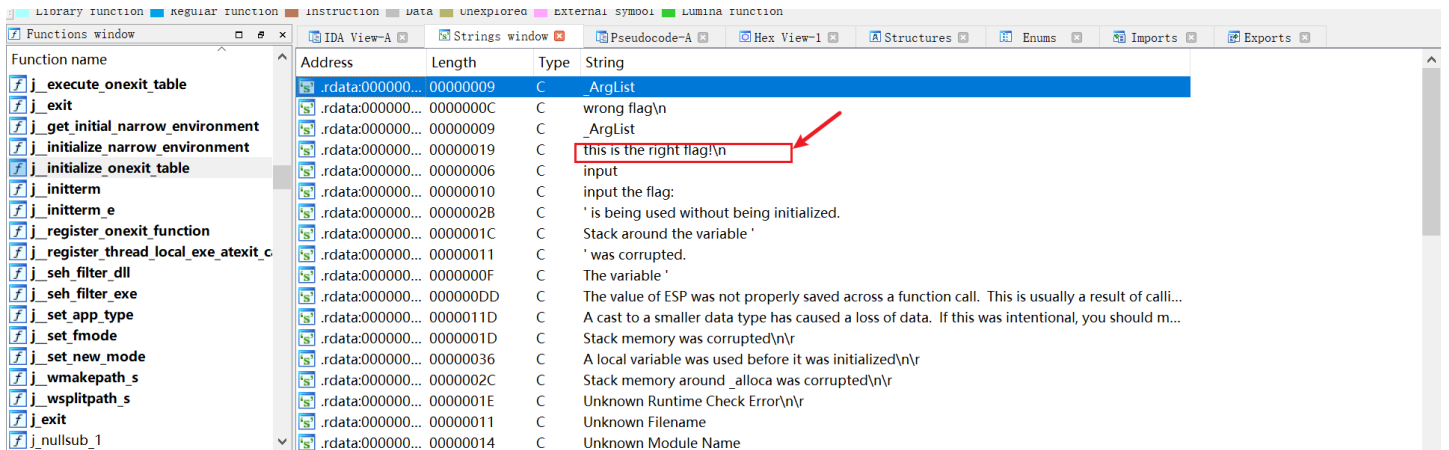 Library function Regular function Instruction Data Unexplored External symbol Lumina function
Functions window IDA View-A Strings window Pseudocode-A Hex View-1 Structures Enums Imports Exports
Function name Address Length Type String
f j__execute_onexit_table 's' .rdata:000000... 00000009 C _ArgList
f j__exit 's' .rdata:000000... 0000000C C wrong flag\n
f j__get_initial_narrow_environment 's' .rdata:000000... 00000009 C _ArgList
f j__initialize_narrow_environment 's' .rdata:000000... 00000019 C this is the right flag!\n
f j__initialize_onexit_table 's' .rdata:000000... 00000006 C input
f j__initterm 's' .rdata:000000... 00000010 C input the flag:
f j__initterm_e 's' .rdata:000000... 0000002B C ' is being used without being initialized.
f j__register_onexit_function 's' .rdata:000000... 0000001C C Stack around the variable '
f j__register_thread_local_exe_atexit_c 's' .rdata:000000... 00000011 C ' was corrupted.
f j__seh_filter_dll 's' .rdata:000000... 0000000F C The variable '
f j__seh_filter_exe 's' .rdata:000000... 000000DD C The value of ESP was not properly saved across a function call. This is usually a result of calli...
f j__set_app_type 's' .rdata:000000... 0000011D C A cast to a smaller data type has caused a loss of data. If this was intentional, you should m...
f j__set_fmode 's' .rdata:000000... 0000001D C Stack memory was corrupted\n\r
f j__set_new_mode 's' .rdata:000000... 00000036 C A local variable was used before it was initialized\n\r
f j__wmakepath_s 's' .rdata:000000... 0000002C C Stack memory around _alloca was corrupted\n\r
f j__wsplitpath_s 's' .rdata:000000... 0000001E C Unknown Runtime Check Error\n\r
f j_exit 's' .rdata:000000... 00000011 C Unknown Filename
f j_nullsub_1 's' .rdata:000000... 00000014 C Unknown Module Name